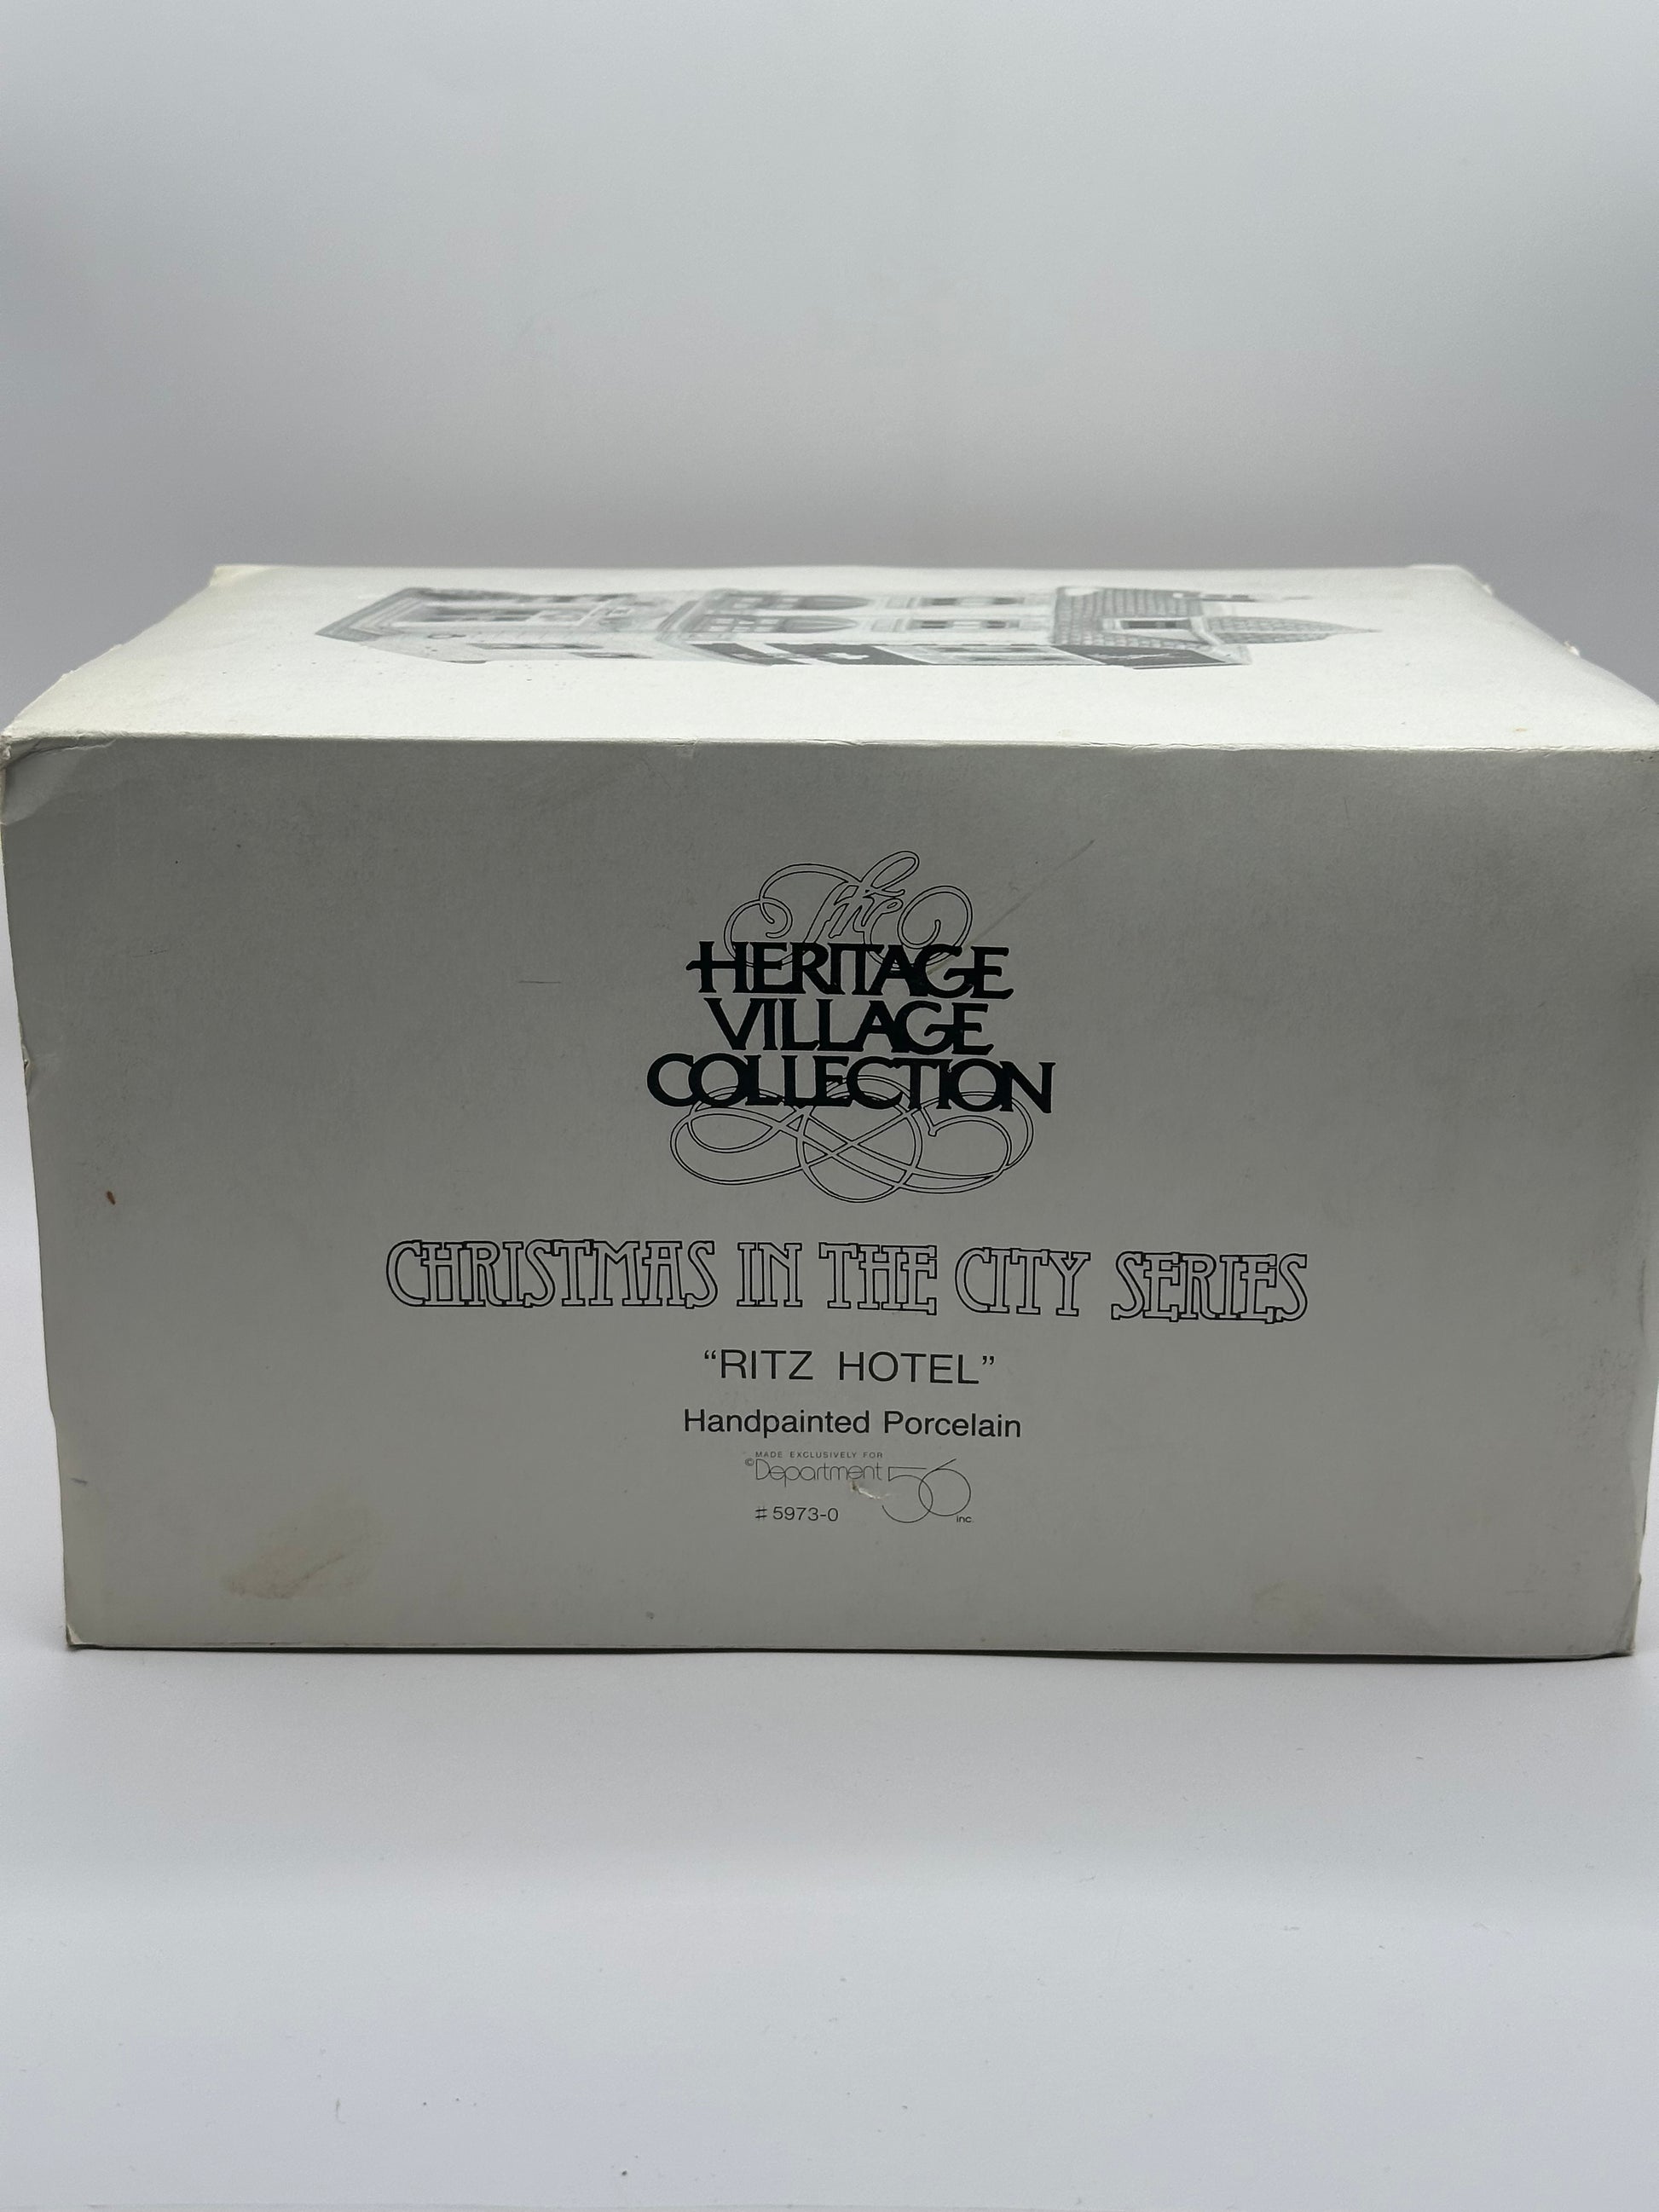 The
HERITAGE
VILLAGE
COLLECTION
CHRISTMAS IN THE CITY SERIES
“RITZ HOTEL”
Handpainted Porcelain
MADE EXCLUSIVELY FOR
©Department 56
inc.
#5973-0